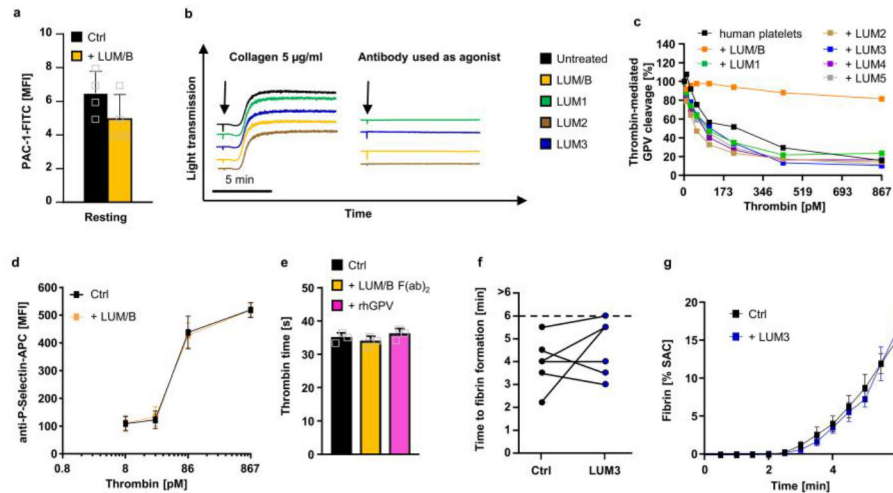 a
Ctrl
+ LUM/B
PAC-1-FITC [MFI]
10
8
6
4
2
0
Resting
b
Collagen 5 µg/ml
Antibody used as agonist
Light transmission
5 min
Time
Untreated
LUM/B
LUM1
LUM2
LUM3
c
human platelets
+ LUM/B
+ LUM1
+ LUM2
+ LUM3
+ LUM4
+ LUM5
Thrombin-mediated
GPV cleavage [%]
140
120
100
80
60
40
20
0
0 173 346 519 693 867
Thrombin [pM]
d
Ctrl
+ LUM/B
anti-P-Selectin-APC [MFI]
600
500
400
300
200
100
0
0.8 8 86 867
Thrombin [pM]
e
Ctrl
+ LUM/B F(ab)2
+ rhGPV
Thrombin time [s]
50
40
30
20
10
0
f
Time to fibrin formation [min]
>6
6
5
4
3
2
1
0
Ctrl LUM3
g
Ctrl
+ LUM3
Fibrin [% SAC]
20
15
10
5
0
0 2 4
Time [min]